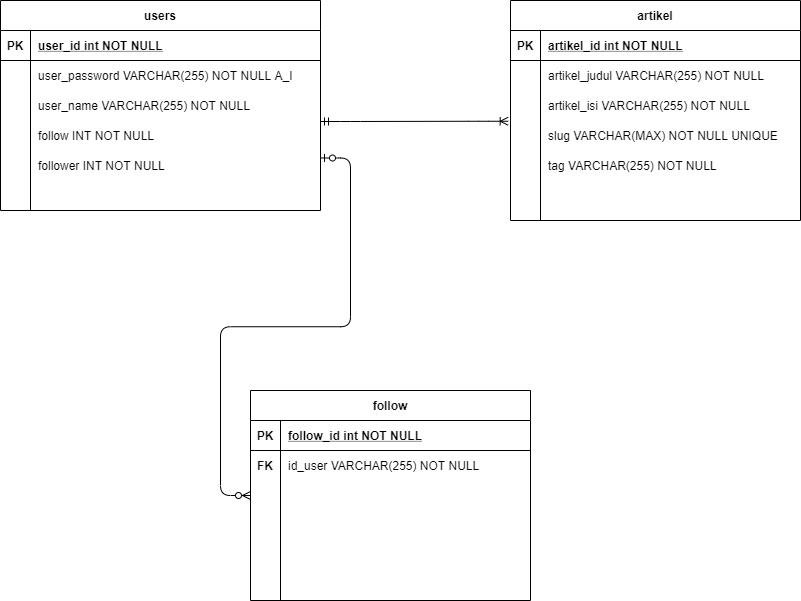 users
PK user_id int NOT NULL
user_password VARCHAR(255) NOT NULL A_I
user_name VARCHAR(255) NOT NULL
follow INT NOT NULL
follower INT NOT NULL
artikel
PK artikel_id int NOT NULL
artikel_judul VARCHAR(255) NOT NULL
artikel_isi VARCHAR(255) NOT NULL
slug VARCHAR(MAX) NOT NULL UNIQUE
tag VARCHAR(255) NOT NULL
follow
PK follow_id int NOT NULL
FK id_user VARCHAR(255) NOT NULL